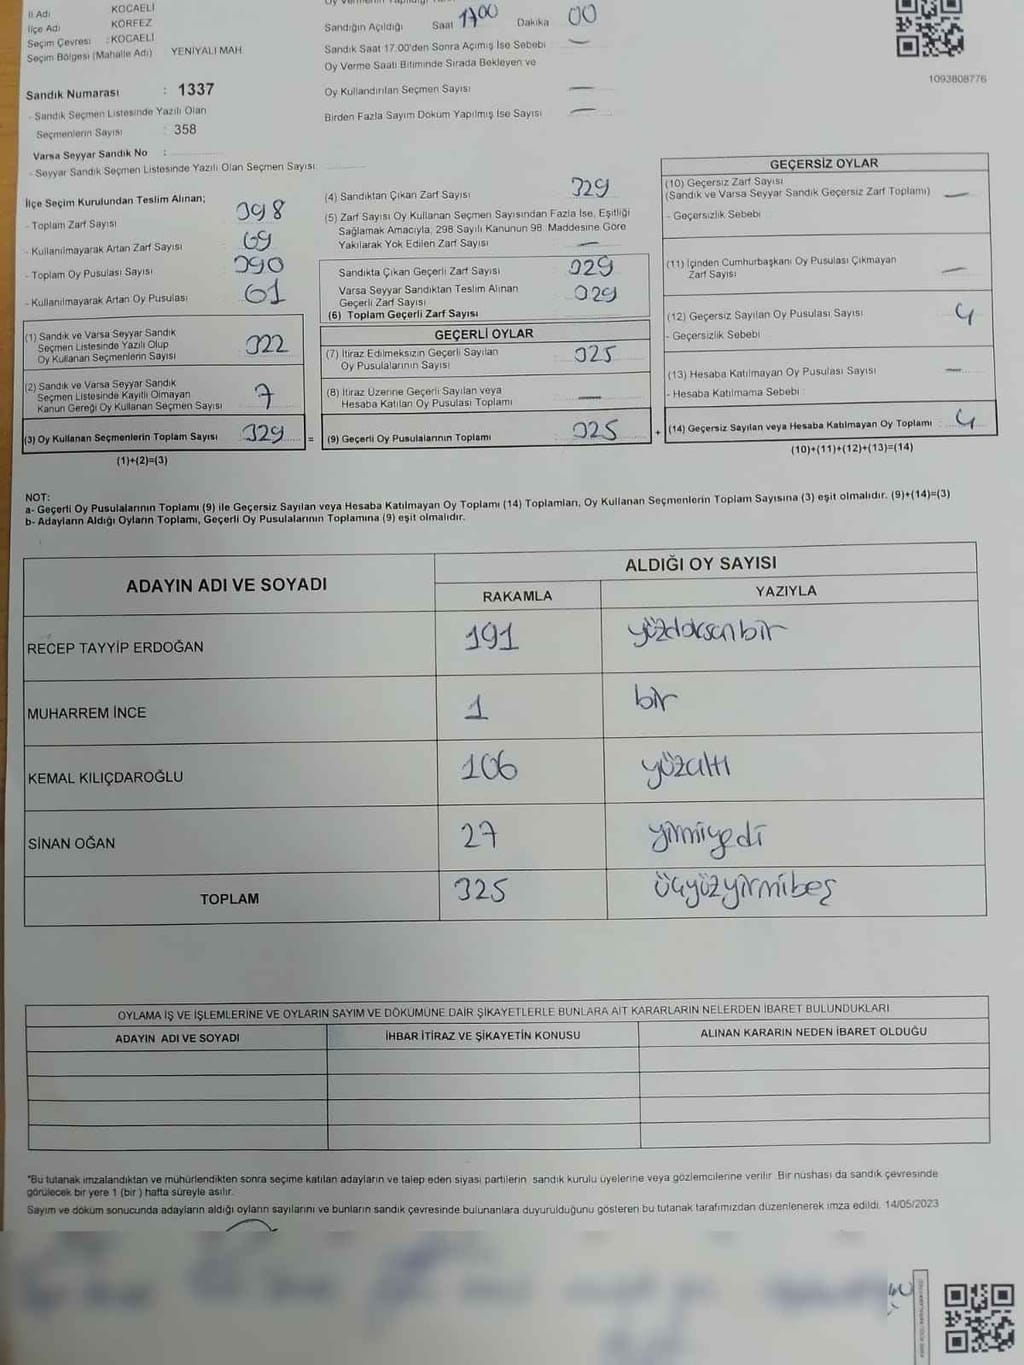 İl Adı KOCAELİ
İlçe Adı KÖRFEZ
Seçim Çevresi : KOCAELİ
Seçim Bölgesi (Mahalle Adı) YENİYALI MAH
Sandık Numarası : 1337
- Sandık Seçmen Listesinde Yazılı Olan
Seçmenlerin Sayısı : 358
Varsa Seyyar Sandık No :
- Seyyar Sandık Seçmen Listesinde Yazılı Olan Seçmen Sayısı:
Sandığın Açıldığı Saat 1700 Dakika 00
Sandık Saat 17.00'den Sonra Açılmış İse Sebebi —
Oy Verme Saati Bitiminde Sırada Bekleyen ve
Oy Kullandırılan Seçmen Sayısı —
Birden Fazla Sayım Döküm Yapılmış İse Sayısı —
1093808776
İlçe Seçim Kurulundan Teslim Alınan;
- Toplam Zarf Sayısı 398
- Kullanılmayarak Artan Zarf Sayısı 69
- Toplam Oy Pusulası Sayısı 390
- Kullanılmayarak Artan Oy Pusulası 61
(1) Sandık ve Varsa Seyyar Sandık
Seçmen Listesinde Yazılı Olup
Oy Kullanan Seçmenlerin Sayısı 322
(2) Sandık ve Varsa Seyyar Sandık
Seçmen Listesinde Kayıtlı Olmayan
Kanun Gereği Oy Kullanan Seçmen Sayısı 7
(3) Oy Kullanan Seçmenlerin Toplam Sayısı 329 =
(1)+(2)=(3)
(4) Sandıktan Çıkan Zarf Sayısı 329
(5) Zarf Sayısı Oy Kullanan Seçmen Sayısından Fazla İse, Eşitliği
Sağlamak Amacıyla, 298 Sayılı Kanunun 98. Maddesine Göre
Yakılarak Yok Edilen Zarf Sayısı —
Sandıkta Çıkan Geçerli Zarf Sayısı 329
Varsa Seyyar Sandıktan Teslim Alınan
Geçerli Zarf Sayısı 329
(6) Toplam Geçerli Zarf Sayısı
GEÇERLİ OYLAR
(7) İtiraz Edilmeksizin Geçerli Sayılan
Oy Pusulalarının Sayısı 325
(8) İtiraz Üzerine Geçerli Sayılan veya
Hesaba Katılan Oy Pusulası Toplamı —
(9) Geçerli Oy Pusulalarının Toplamı 325 +
GEÇERSİZ OYLAR
(10) Geçersiz Zarf Sayısı
(Sandık ve Varsa Seyyar Sandık Geçersiz Zarf Toplamı) —
- Geçersizlik Sebebi
(11) İçinden Cumhurbaşkanı Oy Pusulası Çıkmayan
Zarf Sayısı —
(12) Geçersiz Sayılan Oy Pusulası Sayısı 4
- Geçersizlik Sebebi
(13) Hesaba Katılmayan Oy Pusulası Sayısı —
- Hesaba Katılmama Sebebi
(14) Geçersiz Sayılan veya Hesaba Katılmayan Oy Toplamı : 4
(10)+(11)+(12)+(13)=(14)
NOT:
a- Geçerli Oy Pusulalarının Toplamı (9) ile Geçersiz Sayılan veya Hesaba Katılmayan Oy Toplamı (14) Toplamları, Oy Kullanan Seçmenlerin Toplam Sayısına (3) eşit olmalıdır. (9)+(14)=(3)
b- Adayların Aldığı Oyların Toplamı, Geçerli Oy Pusulalarının Toplamına (9) eşit olmalıdır.
ADAYIN ADI VE SOYADI
ALDIĞI OY SAYISI
RAKAMLA YAZIYLA
RECEP TAYYİP ERDOĞAN 191 yüzdoksanbir
MUHARREM İNCE 1 bir
KEMAL KILIÇDAROĞLU 106 yüzaltı
SİNAN OĞAN 27 yirmiyedi
TOPLAM 325 üçyüzyirmibeş
OYLAMA İŞ VE İŞLEMLERİNE VE OYLARIN SAYIM VE DÖKÜMÜNE DAİR ŞİKAYETLERLE BUNLARA AİT KARARLARIN NELERDEN İBARET BULUNDUKLARI
ADAYIN ADI VE SOYADI İHBAR İTİRAZ VE ŞİKAYETİN KONUSU ALINAN KARARIN NEDEN İBARET OLDUĞU
*Bu tutanak imzalandıktan ve mühürlendikten sonra seçime katılan adayların ve talep eden siyasi partilerin sandık kurulu üyelerine veya gözlemcilerine verilir. Bir nüshası da sandık çevresinde
görülecek bir yere 1 (bir) hafta süreyle asılır.
Sayım ve döküm sonucunda adayların aldığı oyların sayılarını ve bunların sandık çevresinde bulunanlara duyurulduğunu gösteren bu tutanak tarafımızdan düzenlenerek imza edildi. 14/05/2023